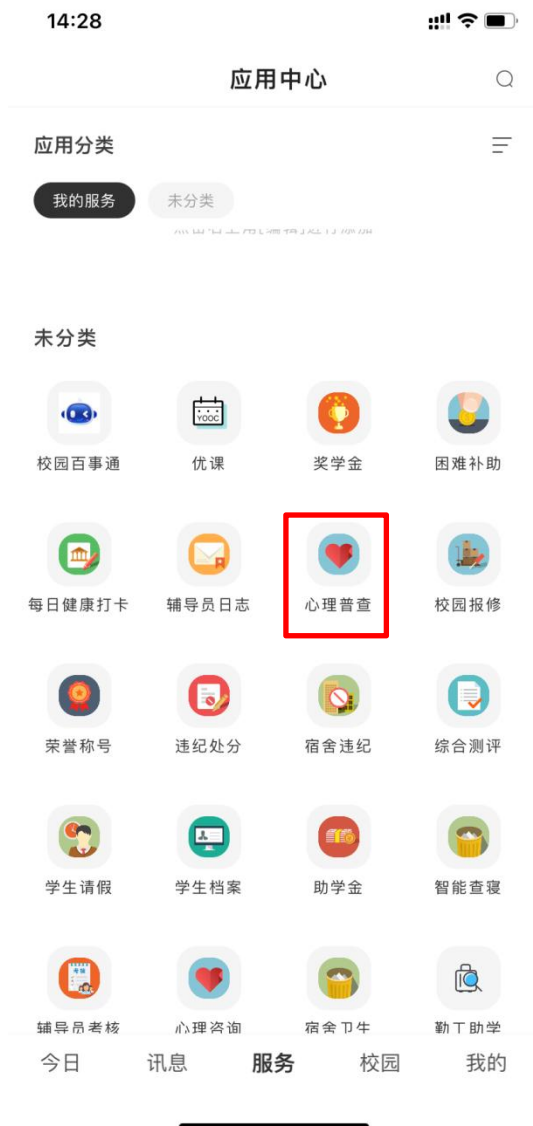 14:28
应用中心
应用分类
我的服务 未分类
未分类
YOOC
校园百事通 优课 奖学金 困难补助
每日健康打卡 辅导员日志 心理普查 校园报修
荣誉称号 违纪处分 宿舍违纪 综合测评
学生请假 学生档案 助学金 智能查寝
辅导员考核 心理咨询 宿舍卫生 勤工助学
今日 讯息 服务 校园 我的